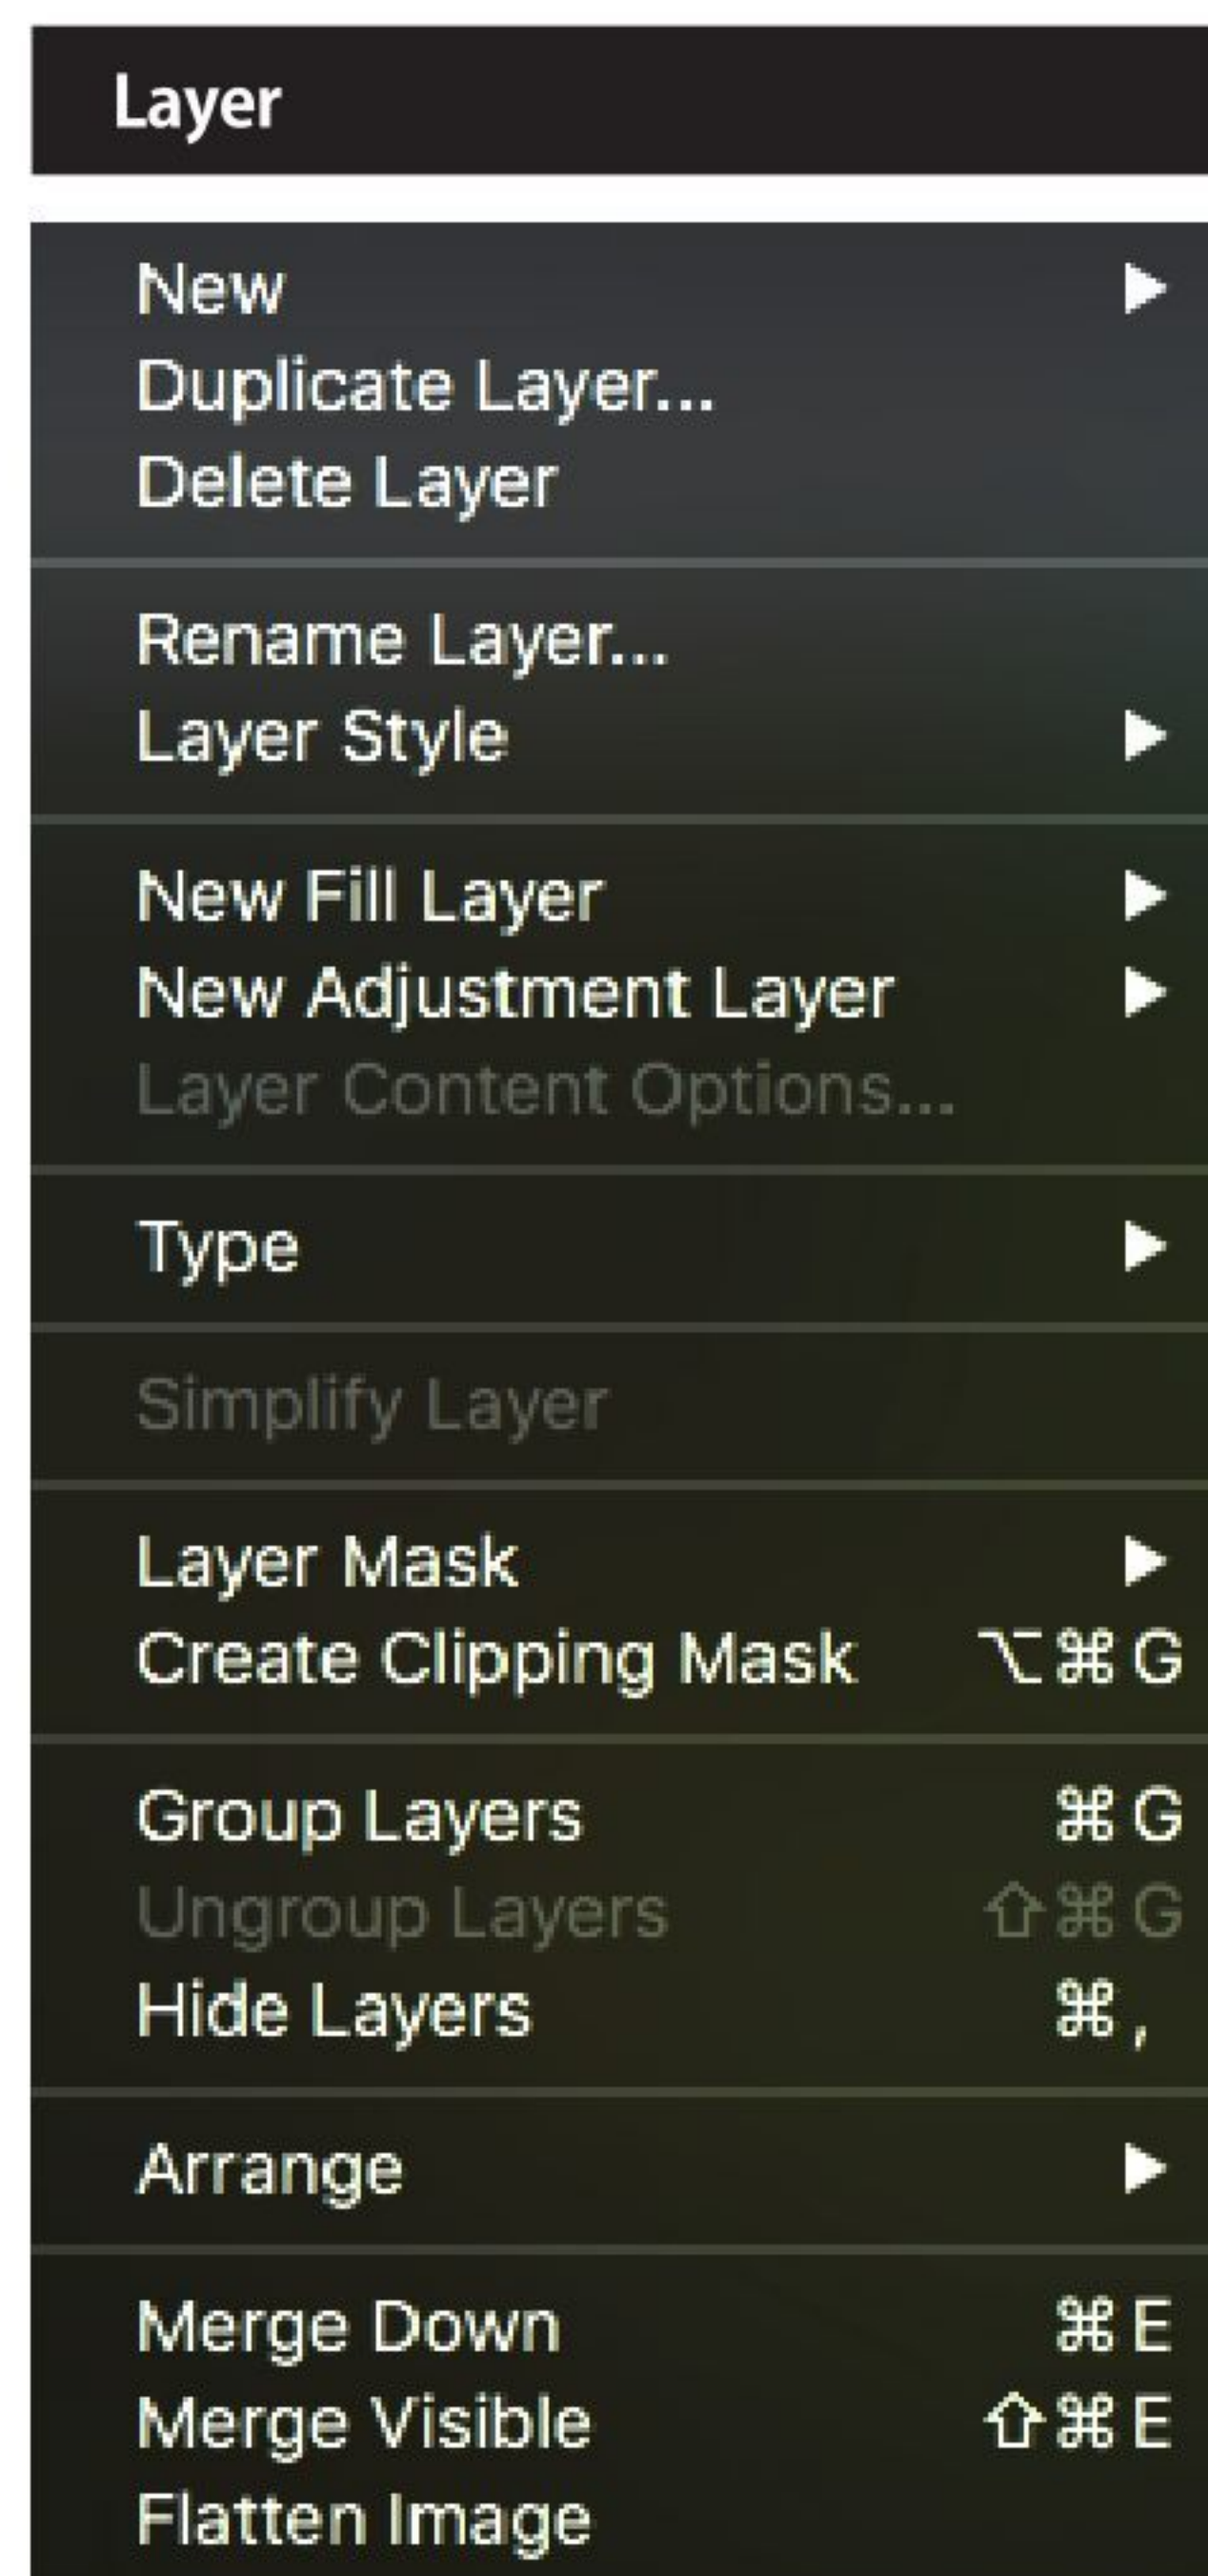 Layer
New ▶
Duplicate Layer...
Delete Layer
Rename Layer...
Layer Style ▶
New Fill Layer ▶
New Adjustment Layer ▶
Layer Content Options...
Type ▶
Simplify Layer
Layer Mask ▶
Create Clipping Mask ⌥⌘G
Group Layers ⌘G
Ungroup Layers ⇧⌘G
Hide Layers ⌘,
Arrange ▶
Merge Down ⌘E
Merge Visible ⇧⌘E
Flatten Image